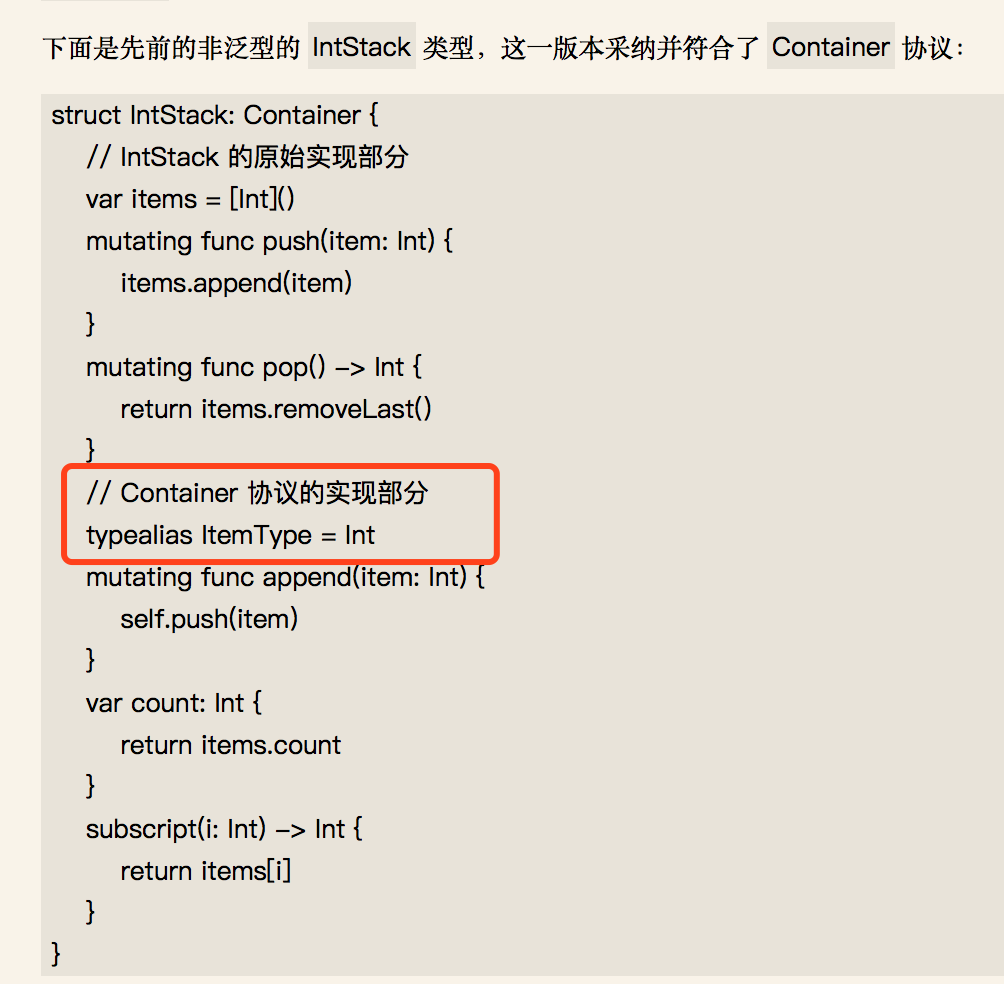 下面是先前的非泛型的 IntStack 类型，这一版本采纳并符合了 Container 协议：
struct IntStack: Container {
// IntStack 的原始实现部分
var items = [Int]()
mutating func push(item: Int) {
items.append(item)
}
mutating func pop() -> Int {
return items.removeLast()
}
// Container 协议的实现部分
typealias ItemType = Int
mutating func append(item: Int) {
self.push(item)
}
var count: Int {
return items.count
}
subscript(i: Int) -> Int {
return items[i]
}
}